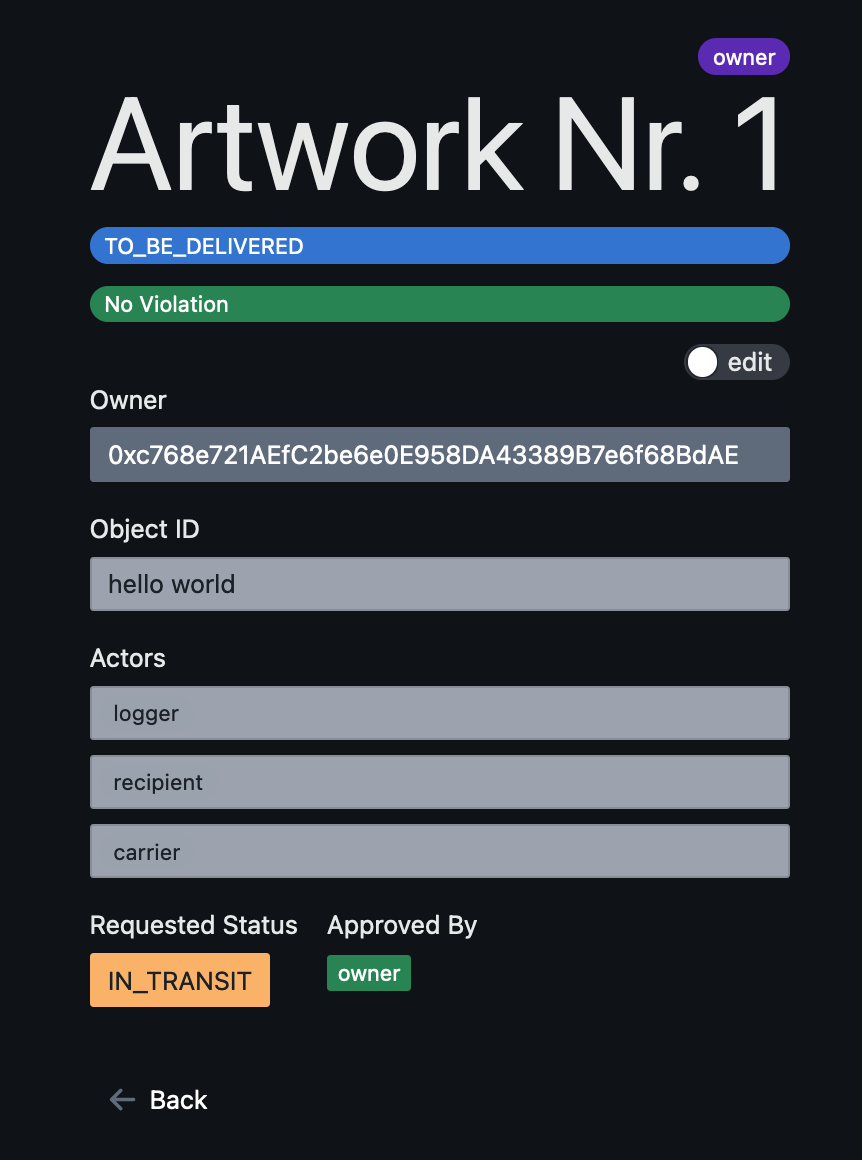 owner
Artwork Nr. 1
TO_BE_DELIVERED
No Violation
edit
Owner
0xc768e721AEfC2be6e0E958DA43389B7e6f68BdAE
Object ID
hello world
Actors
logger
recipient
carrier
Requested Status Approved By
IN_TRANSIT owner
Back